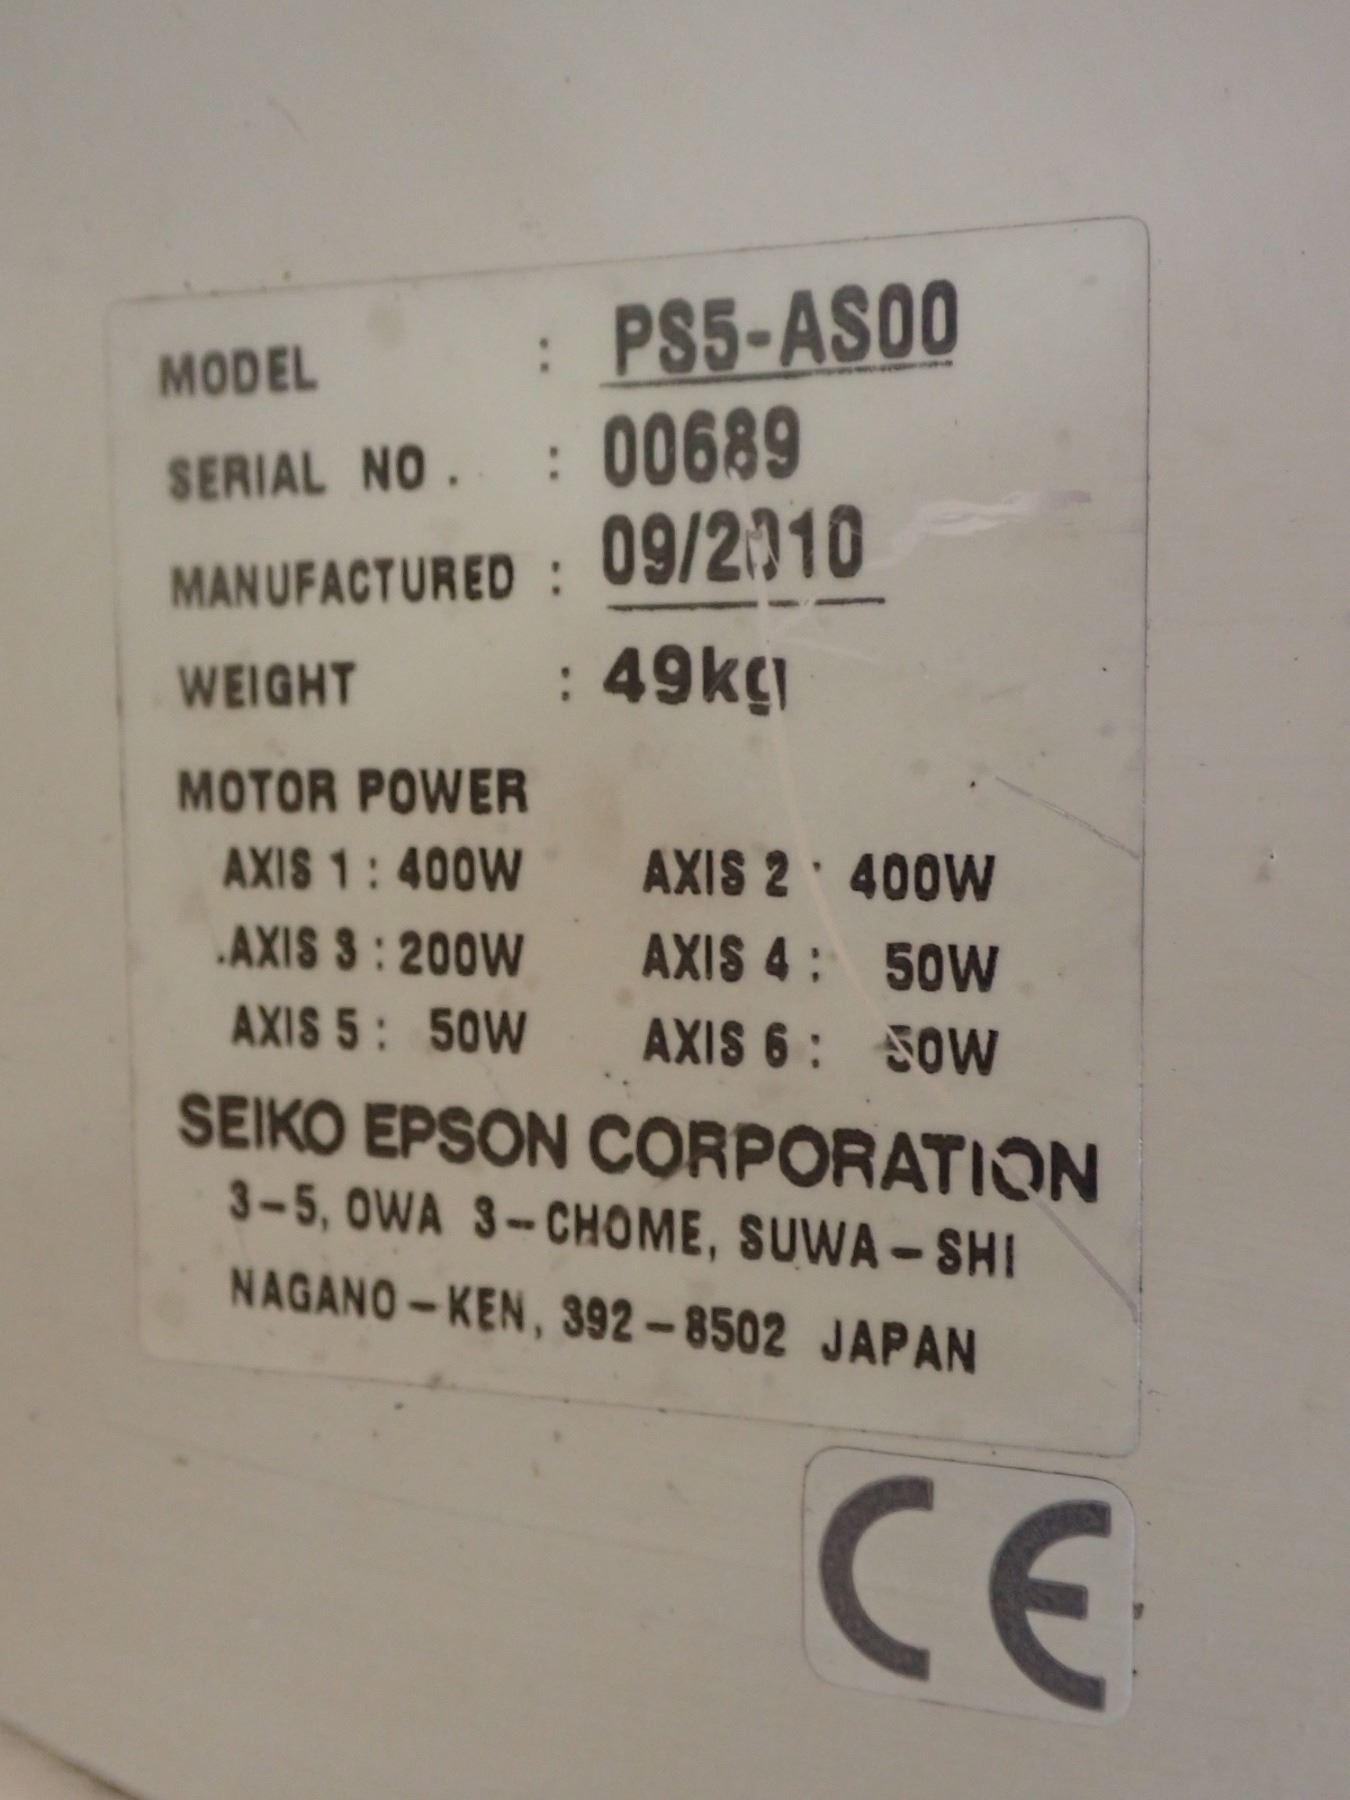 MODEL : PS5-AS00
SERIAL NO. : 00689
MANUFACTURED : 09/2010
WEIGHT : 49kg
MOTOR POWER
AXIS 1 : 400W AXIS 2 : 400W
AXIS 3 : 200W AXIS 4 : 50W
AXIS 5 : 50W AXIS 6 : 50W
SEIKO EPSON CORPORATION
3-5, OWA 3-CHOME, SUWA-SHI
NAGANO-KEN, 392-8502 JAPAN
CE